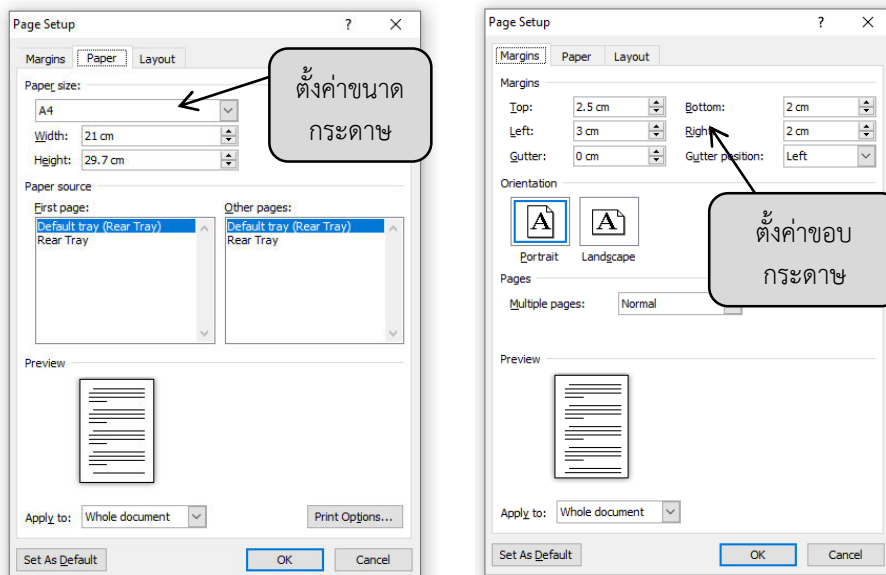 Page Setup ? ×
Margins Paper Layout
Paper size:
A4
Width: 21 cm
Height: 29.7 cm
ตั้งค่าขนาด
กระดาษ
Paper source
First page: Other pages:
Default tray (Rear Tray) Default tray (Rear Tray)
Rear Tray Rear Tray
Preview
Apply to: Whole document Print Options...
Set As Default OK Cancel
Page Setup ? ×
Margins Paper Layout
Margins
Top: 2.5 cm Bottom: 2 cm
Left: 3 cm Right: 2 cm
Gutter: 0 cm Gutter position: Left
Orientation
A A
Portrait Landscape
ตั้งค่าขอบ
กระดาษ
Pages
Multiple pages: Normal
Preview
Apply to: Whole document
Set As Default OK Cancel